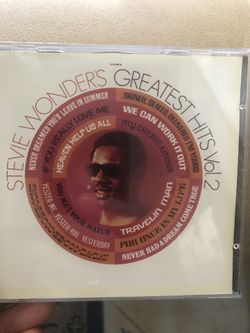 STEREO
STEVIE WONDER'S GREATEST HITS Vol. 2
NEVER DREAMED YOU'D LEAVE IN SUMMER
SIGNED, SEALED, DELIVERED I'M YOURS
IF YOU REALLY LOVE ME
WE CAN WORK IT OUT
HEAVEN HELP US ALL
MY CHERIE AMOUR
YOU MET YOUR MATCH
TRAVELIN' MAN
YESTER-ME, YESTER-YOU, YESTERDAY
FOR ONCE IN MY LIFE
NEVER HAD A DREAM COME TRUE